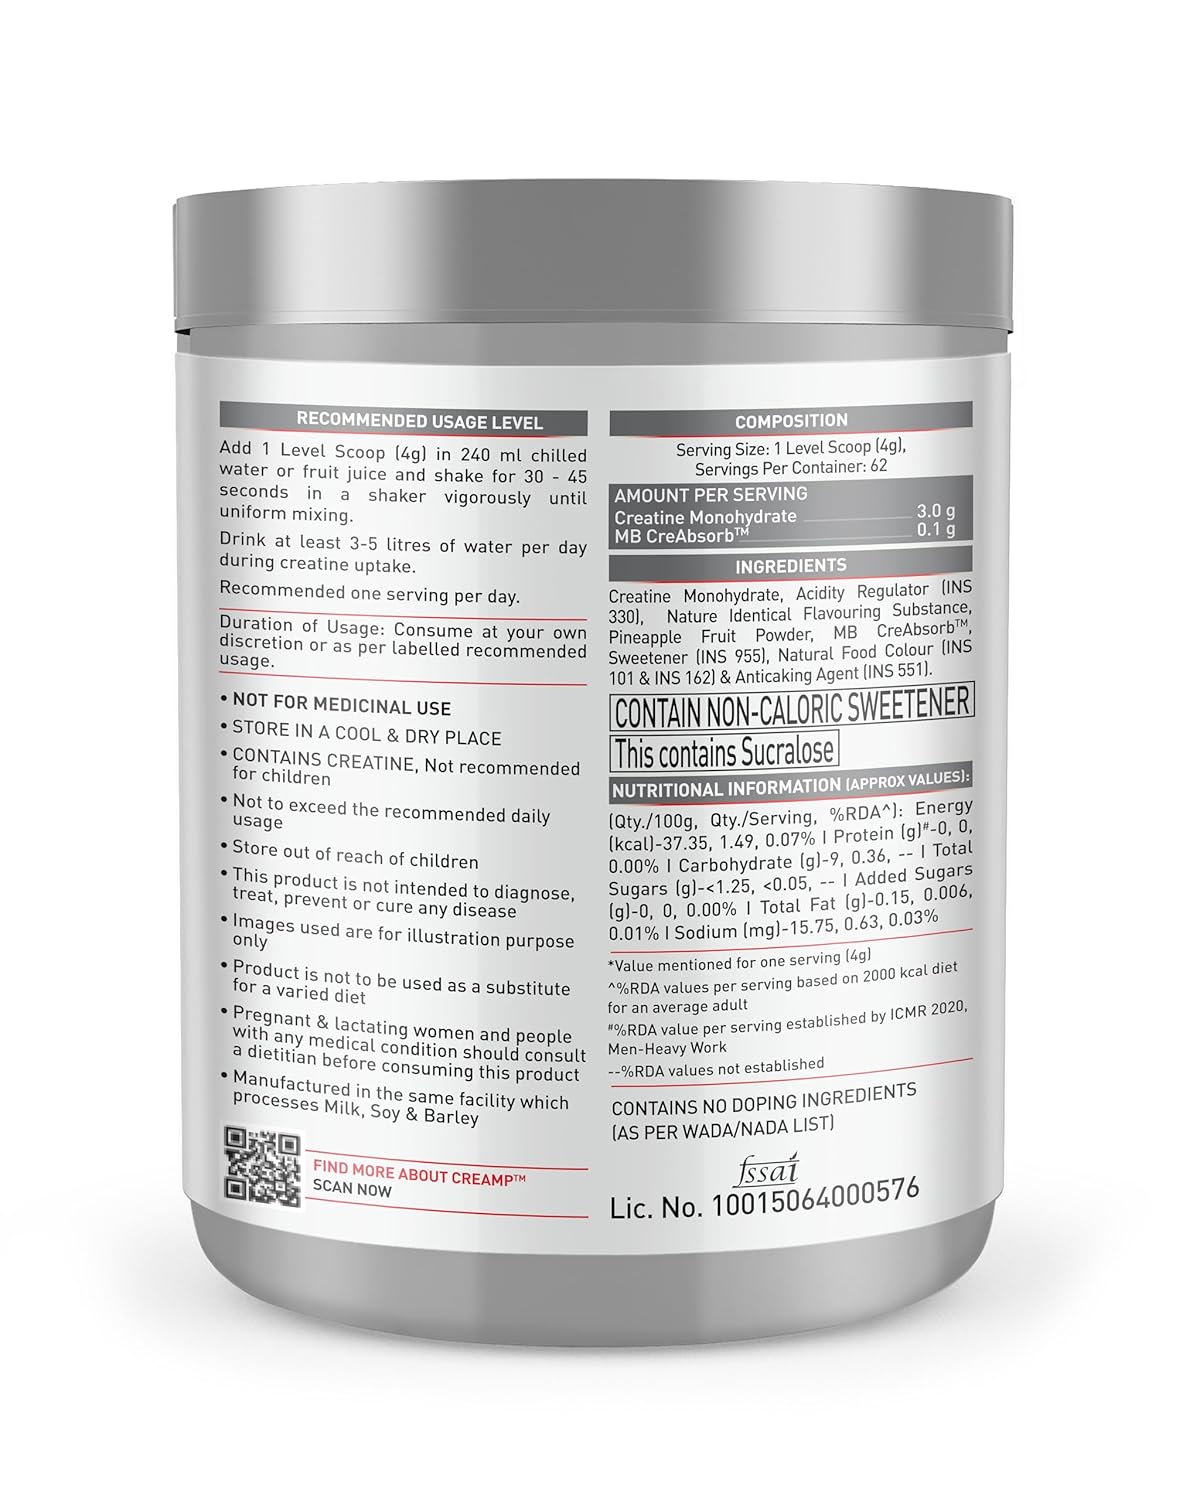 RECOMMENDED USAGE LEVEL
Add 1 Level Scoop (4g) in 240 ml chilled
water or fruit juice and shake for 30 - 45
seconds in a shaker vigorously until
uniform mixing.
Drink at least 3-5 litres of water per day
during creatine uptake.
Recommended one serving per day.
Duration of Usage: Consume at your own
discretion or as per labelled recommended
usage.
• NOT FOR MEDICINAL USE
• STORE IN A COOL & DRY PLACE
• CONTAINS CREATINE, Not recommended
for children
• Not to exceed the recommended daily
usage
• Store out of reach of children
• This product is not intended to diagnose,
treat, prevent or cure any disease
• Images used are for illustration purpose
only
• Product is not to be used as a substitute
for a varied diet
• Pregnant & lactating women and people
with any medical condition should consult
a dietitian before consuming this product
• Manufactured in the same facility which
processes Milk, Soy & Barley
FIND MORE ABOUT CREAMP™
SCAN NOW
COMPOSITION
Serving Size: 1 Level Scoop (4g),
Servings Per Container: 62
AMOUNT PER SERVING
Creatine Monohydrate 3.0 g
MB CreAbsorb™ 0.1 g
INGREDIENTS
Creatine Monohydrate, Acidity Regulator (INS
330), Nature Identical Flavouring Substance,
Pineapple Fruit Powder, MB CreAbsorb™,
Sweetener (INS 955), Natural Food Colour (INS
101 & INS 162) & Anticaking Agent (INS 551).
CONTAIN NON-CALORIC SWEETENER
This contains Sucralose
NUTRITIONAL INFORMATION (APPROX VALUES):
(Qty./100g, Qty./Serving, %RDA^): Energy
(kcal)-37.35, 1.49, 0.07% | Protein (g)#-0, 0,
0.00% | Carbohydrate (g)-9, 0.36, -- | Total
Sugars (g)-<1.25, <0.05, -- | Added Sugars
(g)-0, 0, 0.00% | Total Fat (g)-0.15, 0.006,
0.01% | Sodium (mg)-15.75, 0.63, 0.03%
*Value mentioned for one serving (4g)
^%RDA values per serving based on 2000 kcal diet
for an average adult
#%RDA value per serving established by ICMR 2020,
Men-Heavy Work
--%RDA values not established
CONTAINS NO DOPING INGREDIENTS
(AS PER WADA/NADA LIST)
fssai
Lic. No. 10015064000576